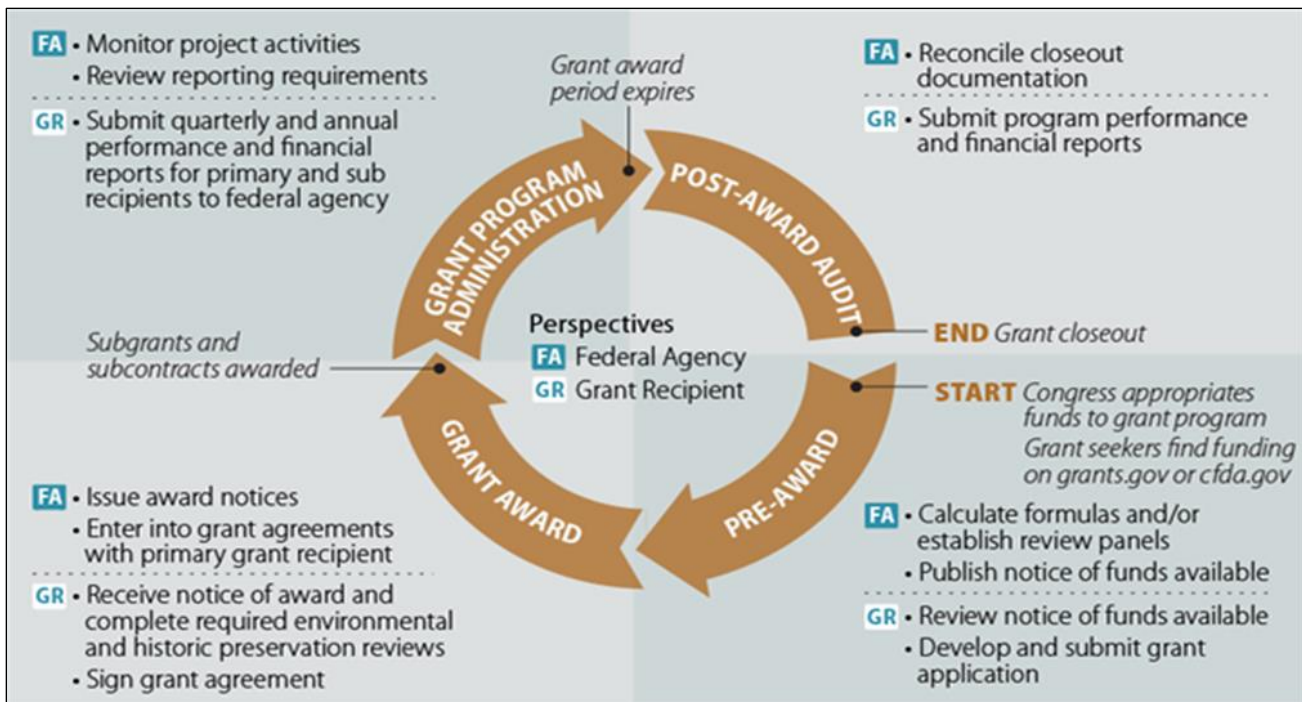 FA • Monitor project activities
• Review reporting requirements
GR • Submit quarterly and annual
performance and financial
reports for primary and sub
recipients to federal agency
Grant award
period expires
FA • Reconcile closeout
documentation
GR • Submit program performance
and financial reports
GRANT PROGRAM
ADMINISTRATION
POST-AWARD AUDIT
Subgrants and
subcontracts awarded
Perspectives
FA Federal Agency
GR Grant Recipient
END Grant closeout
START Congress appropriates
funds to grant program
Grant seekers find funding
on grants.gov or cfda.gov
GRANT AWARD
PRE-AWARD
FA • Issue award notices
• Enter into grant agreements
with primary grant recipient
GR • Receive notice of award and
complete required environmental
and historic preservation reviews
• Sign grant agreement
FA • Calculate formulas and/or
establish review panels
• Publish notice of funds available
GR • Review notice of funds available
• Develop and submit grant
application